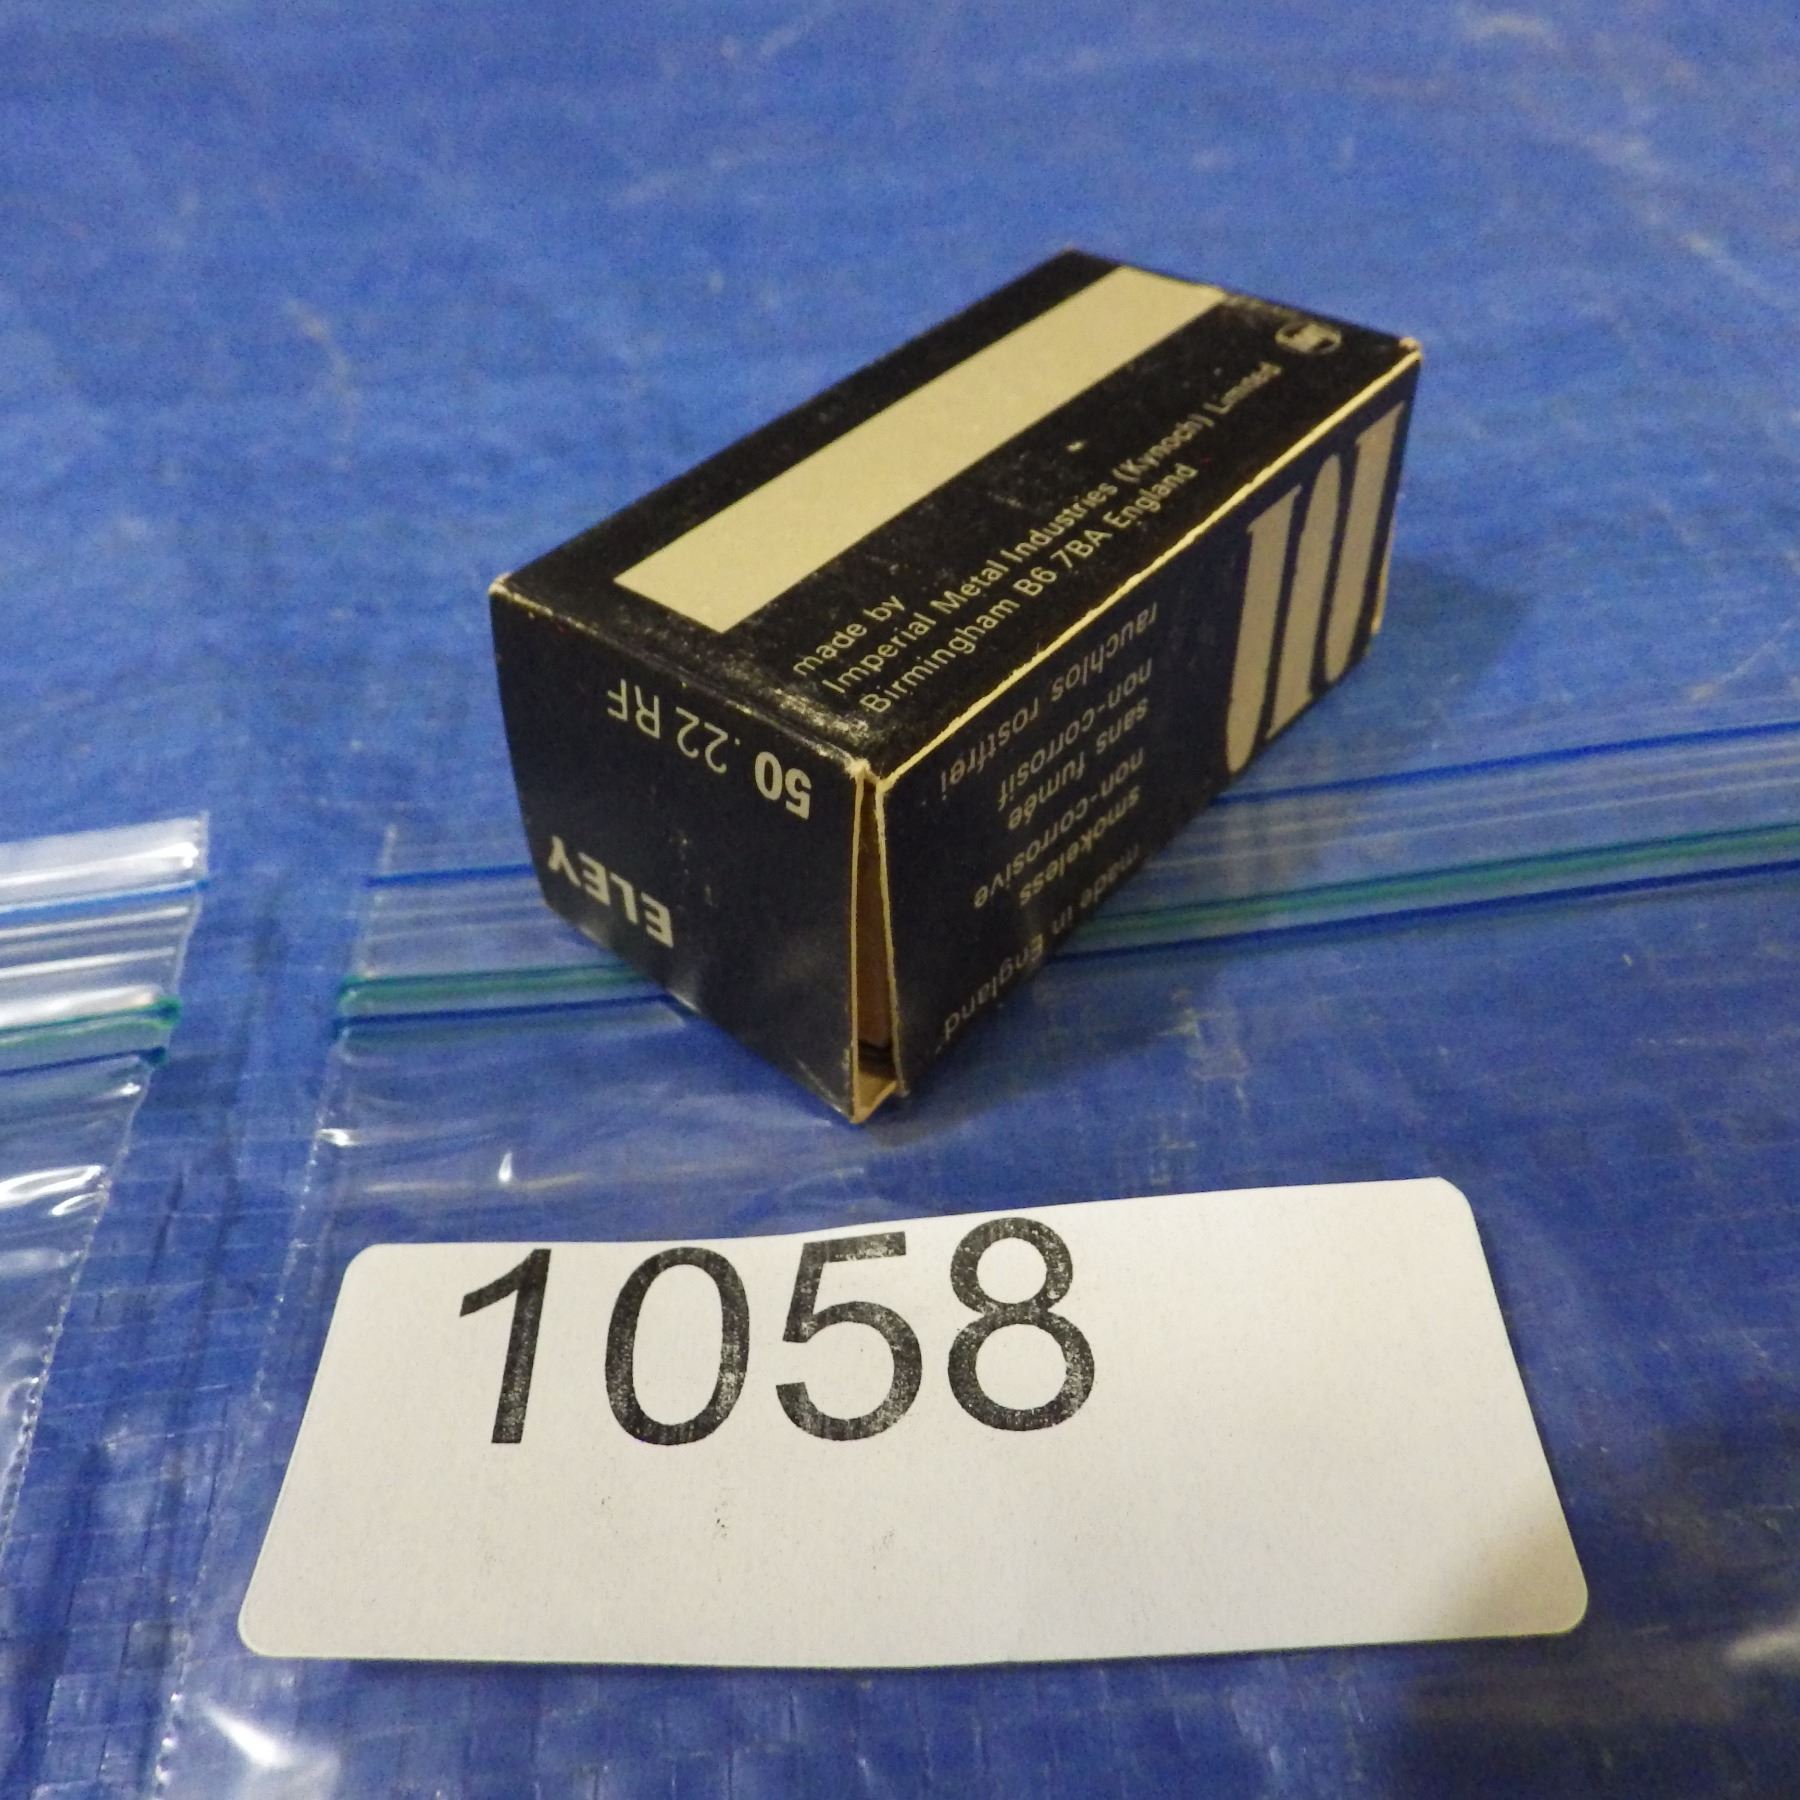 made by
Imperial Metal Industries (Kynoch) Limited
Birmingham B6 7BA England
50 .22 RF
ELEY
made in England
smokeless
non-corrosive
sans fumée
non-corrosif
rauchlos rostfrei
1058